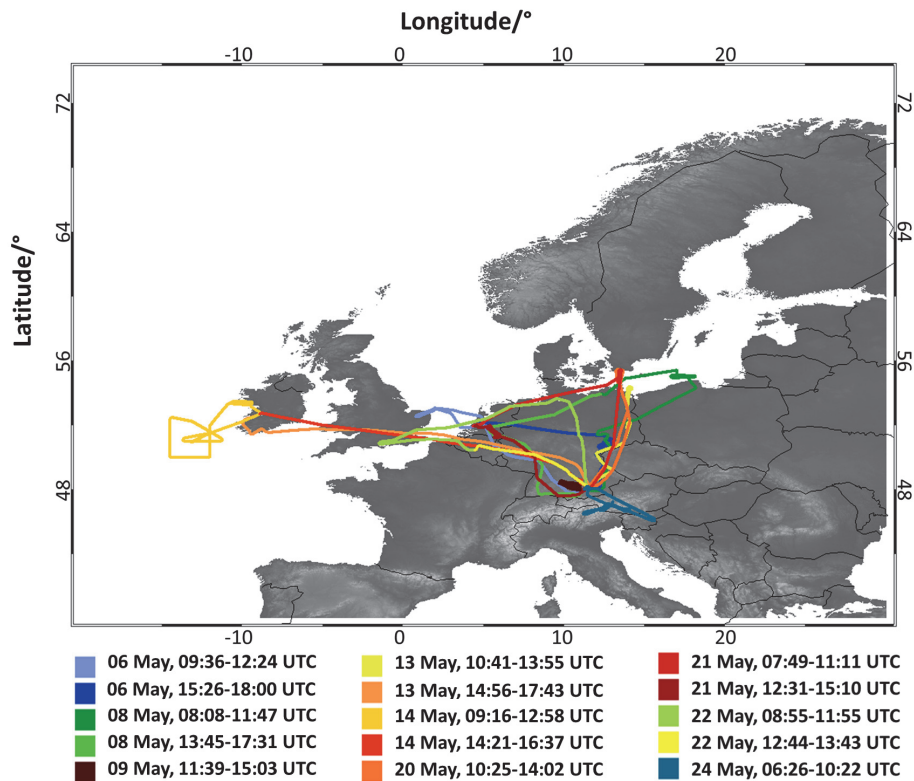 Longitude/°
-10 0 10 20
72 72
64 64
Latitude/°
56 56
48 48
-10 0 10 20
06 May, 09:36-12:24 UTC 13 May, 10:41-13:55 UTC 21 May, 07:49-11:11 UTC
06 May, 15:26-18:00 UTC 13 May, 14:56-17:43 UTC 21 May, 12:31-15:10 UTC
08 May, 08:08-11:47 UTC 14 May, 09:16-12:58 UTC 22 May, 08:55-11:55 UTC
08 May, 13:45-17:31 UTC 14 May, 14:21-16:37 UTC 22 May, 12:44-13:43 UTC
09 May, 11:39-15:03 UTC 20 May, 10:25-14:02 UTC 24 May, 06:26-10:22 UTC